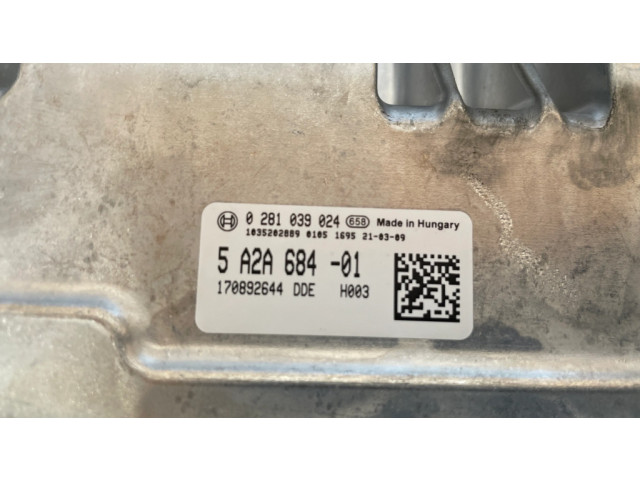 0 281 039 024 658 Made in Hungary
1035202889 0105 1695 21-03-09
5 A2A 684 -01
170892644 DDE H003